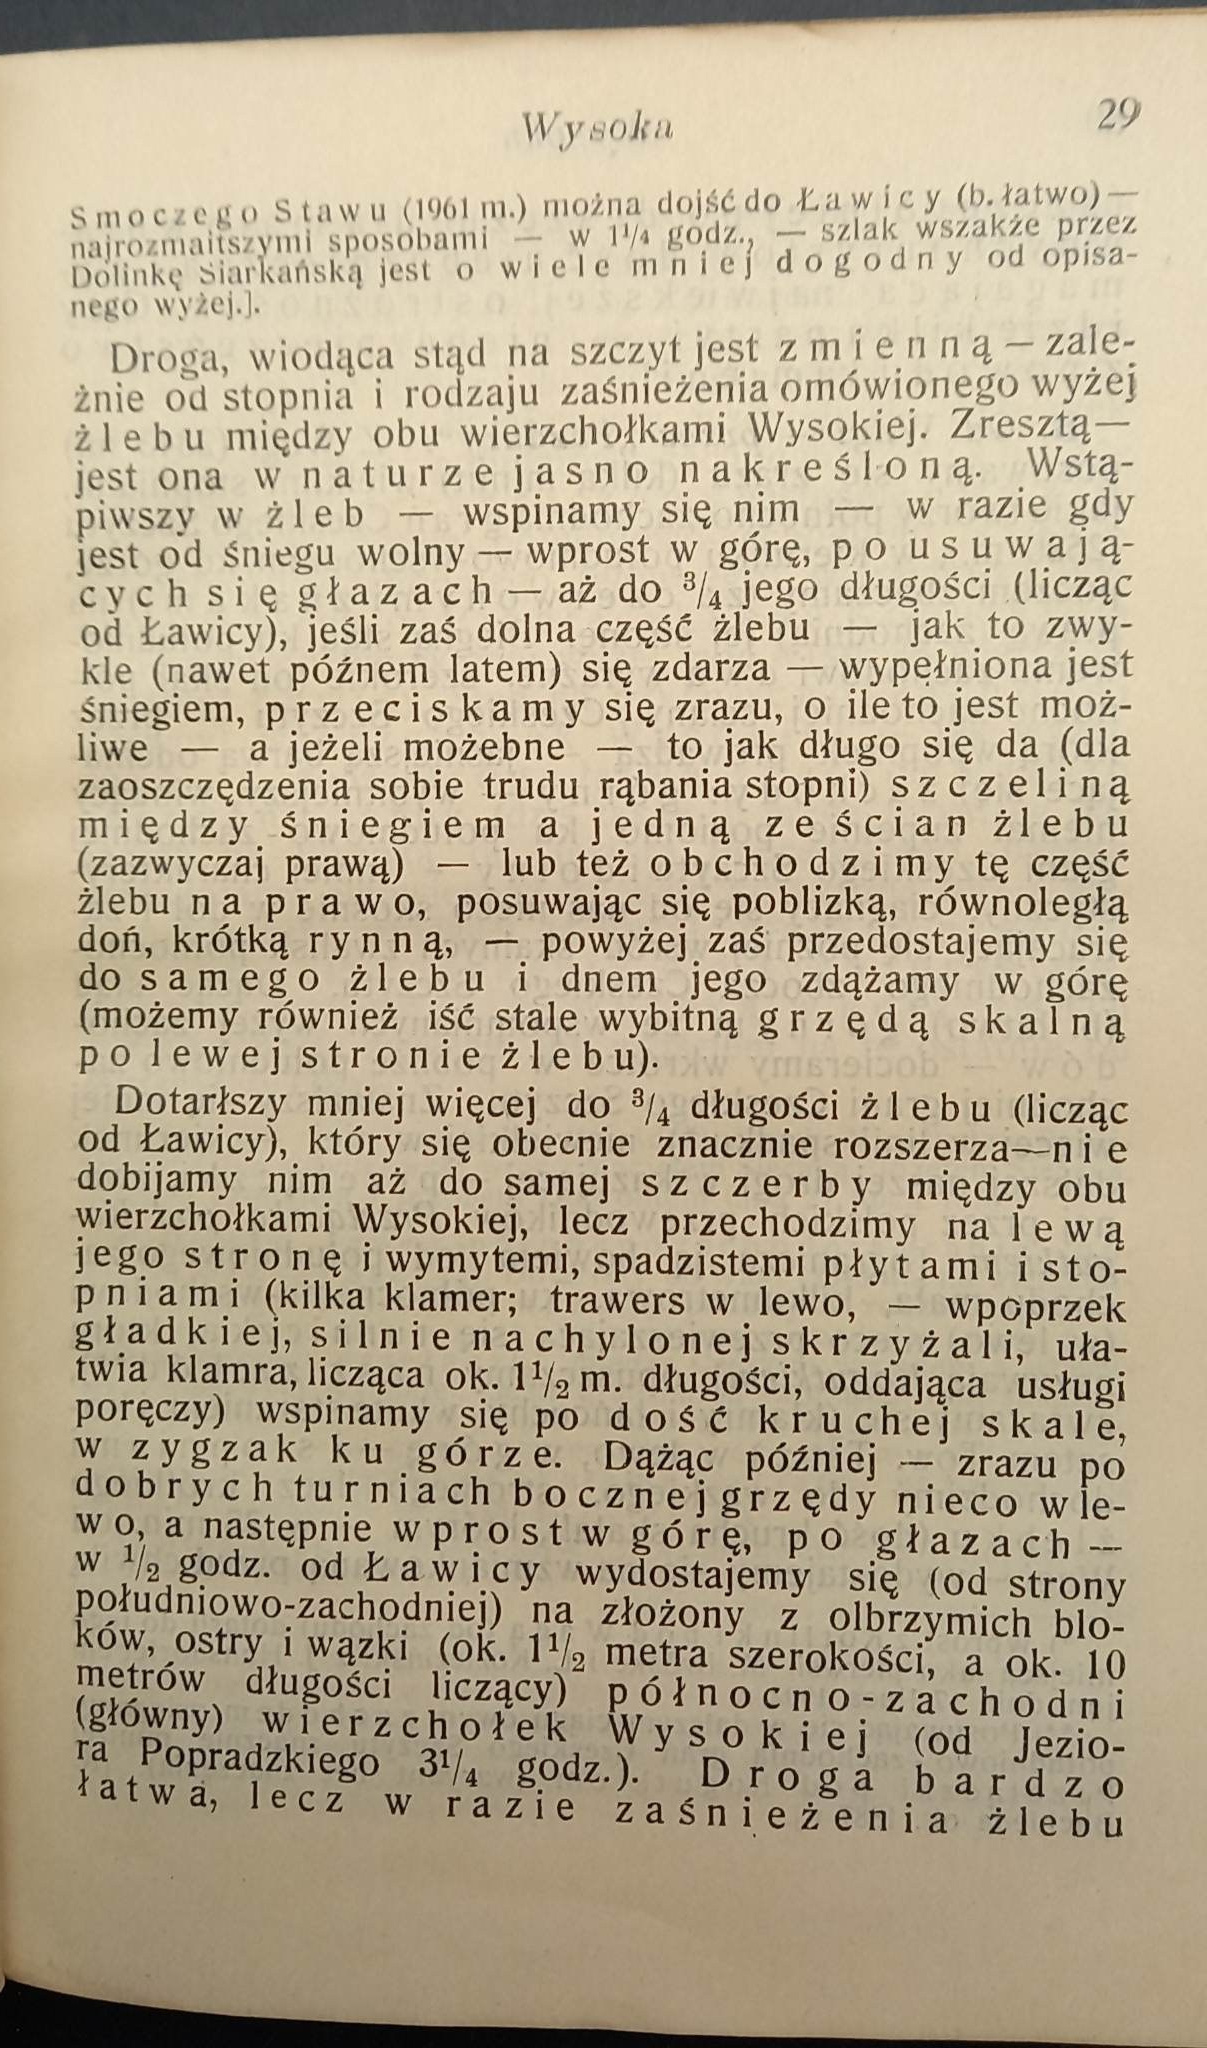 Wysoka 29
Smoczego Stawu (1961 m.) można dojść do Ławicy (b. łatwo) —
najrozmaitszymi sposobami — w 1¹/₄ godz., — szlak wszakże przez
Dolinkę Siarkańską jest o wiele mniej dogodny od opisa-
nego wyżej.].
Droga, wiodąca stąd na szczyt jest zmienną — zale-
żnie od stopnia i rodzaju zaśnieżenia omówionego wyżej
żlebu między obu wierzchołkami Wysokiej. Zresztą —
jest ona w naturze jasno nakreśloną. Wstą-
piwszy w żleb — wspinamy się nim — w razie gdy
jest od śniegu wolny — wprost w górę, po usuwają-
cych się głazach — aż do ³/₄ jego długości (licząc
od Ławicy), jeśli zaś dolna część żlebu — jak to zwy-
kle (nawet późnem latem) się zdarza — wypełniona jest
śniegiem, przeciskamy się zrazu, o ile to jest moż-
liwe — a jeżeli możebne — to jak długo się da (dla
zaoszczędzenia sobie trudu rąbania stopni) szczeliną
między śniegiem a jedną ze ścian żlebu
(zazwyczaj prawą) — lub też obchodzimy tę część
żlebu na prawo, posuwając się poblizką, równoległą
doń, krótką rynną, — powyżej zaś przedostajemy się
do samego żlebu i dnem jego zdążamy w górę
(możemy również iść stale wybitną grzędą skalną
po lewej stronie żlebu).
Dotarłszy mniej więcej do ³/₄ długości żlebu (licząc
od Ławicy), który się obecnie znacznie rozszerza — nie
dobijamy nim aż do samej szczerby między obu
wierzchołkami Wysokiej, lecz przechodzimy na lewą
jego stronę i wymytemi, spadzistemi płytami i sto-
pniami (kilka klamer; trawers w lewo, — wpoprzek
gładkiej, silnie nachylonej skrzyżali, uła-
twia klamra, licząca ok. 1¹/₂ m. długości, oddająca usługi
poręczy) wspinamy się po dość kruchej skale,
w zygzak ku górze. Dążąc później — zrazu po
dobrych turniach bocznej grzędy nieco w le-
wo, a następnie wprost w górę, po głazach —
w ¹/₂ godz. od Ławicy wydostajemy się (od strony
południowo-zachodniej) na złożony z olbrzymich blo-
ków, ostry i wązki (ok. 1¹/₂ metra szerokości, a ok. 10
metrów długości liczący) północno-zachodni
(główny) wierzchołek Wysokiej (od Jezio-
ra Popradzkiego 3¹/₄ godz.). Droga bardzo
łatwa, lecz w razie zaśnieżenia żlebu